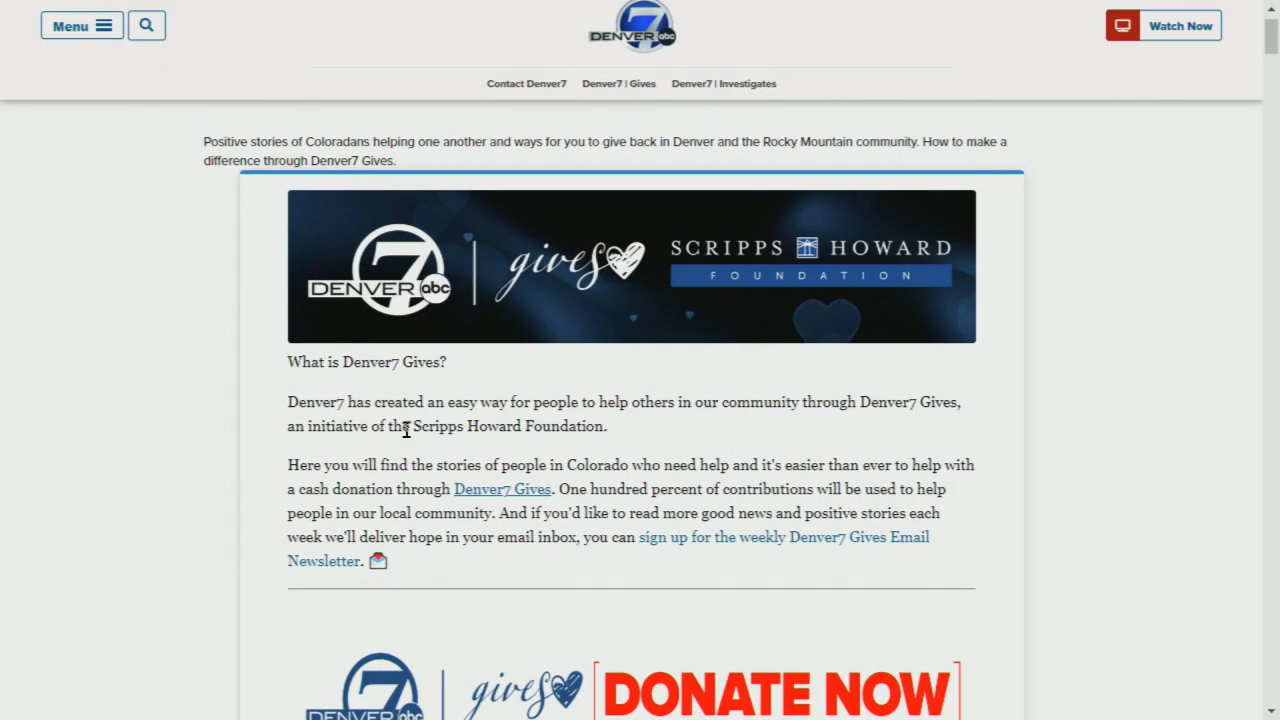 Menu
7
DENVER abc
Watch Now
Contact Denver7
Denver7 | Gives
Denver7 | Investigates
Positive stories of Coloradans helping one another and ways for you to give back in Denver and the Rocky Mountain community. How to make a
difference through Denver7 Gives.
7
DENVER abc
gives
SCRIPPS HOWARD
FOUNDATION
What is Denver7 Gives?
Denver7 has created an easy way for people to help others in our community through Denver7 Gives,
an initiative of the Scripps Howard Foundation.
Here you will find the stories of people in Colorado who need help and it's easier than ever to help with
a cash donation through Denver7 Gives. One hundred percent of contributions will be used to help
people in our local community. And if you'd like to read more good news and positive stories each
week we'll deliver hope in your email inbox, you can sign up for the weekly Denver7 Gives Email
Newsletter.
7
DENVER abc
gives
DONATE NOW